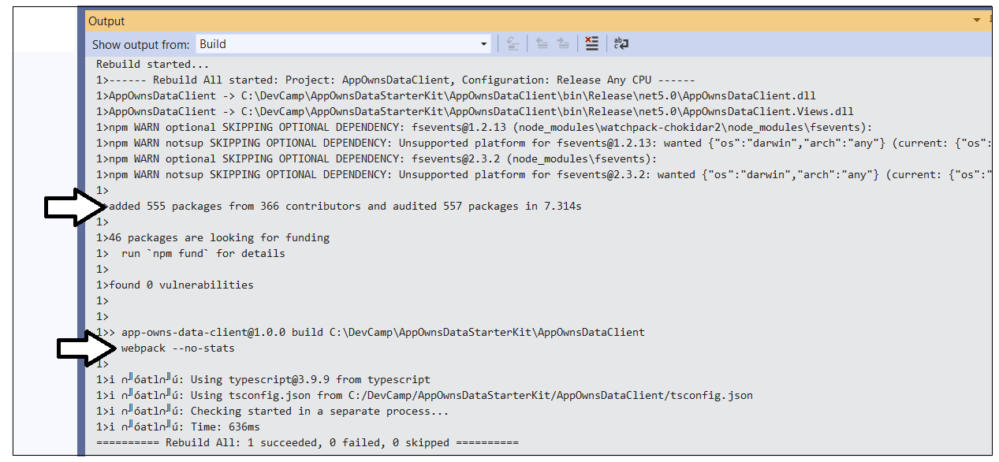 Output
Show output from: Build
Rebuild started...
1>------ Rebuild All started: Project: AppOwnsDataClient, Configuration: Release Any CPU ------
1>AppOwnsDataClient -> C:\DevCamp\AppOwnsDataStarterKit\AppOwnsDataClient\bin\Release\net5.0\AppOwnsDataClient.dll
1>AppOwnsDataClient -> C:\DevCamp\AppOwnsDataStarterKit\AppOwnsDataClient\bin\Release\net5.0\AppOwnsDataClient.Views.dll
1>npm WARN optional SKIPPING OPTIONAL DEPENDENCY: fsevents@1.2.13 (node_modules\watchpack-chokidar2\node_modules\fsevents):
1>npm WARN notsup SKIPPING OPTIONAL DEPENDENCY: Unsupported platform for fsevents@1.2.13: wanted {"os":"darwin","arch":"any"} (current: {"os":
1>npm WARN optional SKIPPING OPTIONAL DEPENDENCY: fsevents@2.3.2 (node_modules\fsevents):
1>npm WARN notsup SKIPPING OPTIONAL DEPENDENCY: Unsupported platform for fsevents@2.3.2: wanted {"os":"darwin","arch":"any"} (current: {"os":"
1>
added 555 packages from 366 contributors and audited 557 packages in 7.314s
1>
1>46 packages are looking for funding
1>  run `npm fund` for details
1>
1>found 0 vulnerabilities
1>
1>
1>> app-owns-data-client@1.0.0 build C:\DevCamp\AppOwnsDataStarterKit\AppOwnsDataClient
webpack --no-stats
1>
1>i ∩╜óatl∩╜ú: Using typescript@3.9.9 from typescript
1>i ∩╜óatl∩╜ú: Using tsconfig.json from C:/DevCamp/AppOwnsDataStarterKit/AppOwnsDataClient/tsconfig.json
1>i ∩╜óatl∩╜ú: Checking started in a separate process...
1>i ∩╜óatl∩╜ú: Time: 636ms
========== Rebuild All: 1 succeeded, 0 failed, 0 skipped ==========